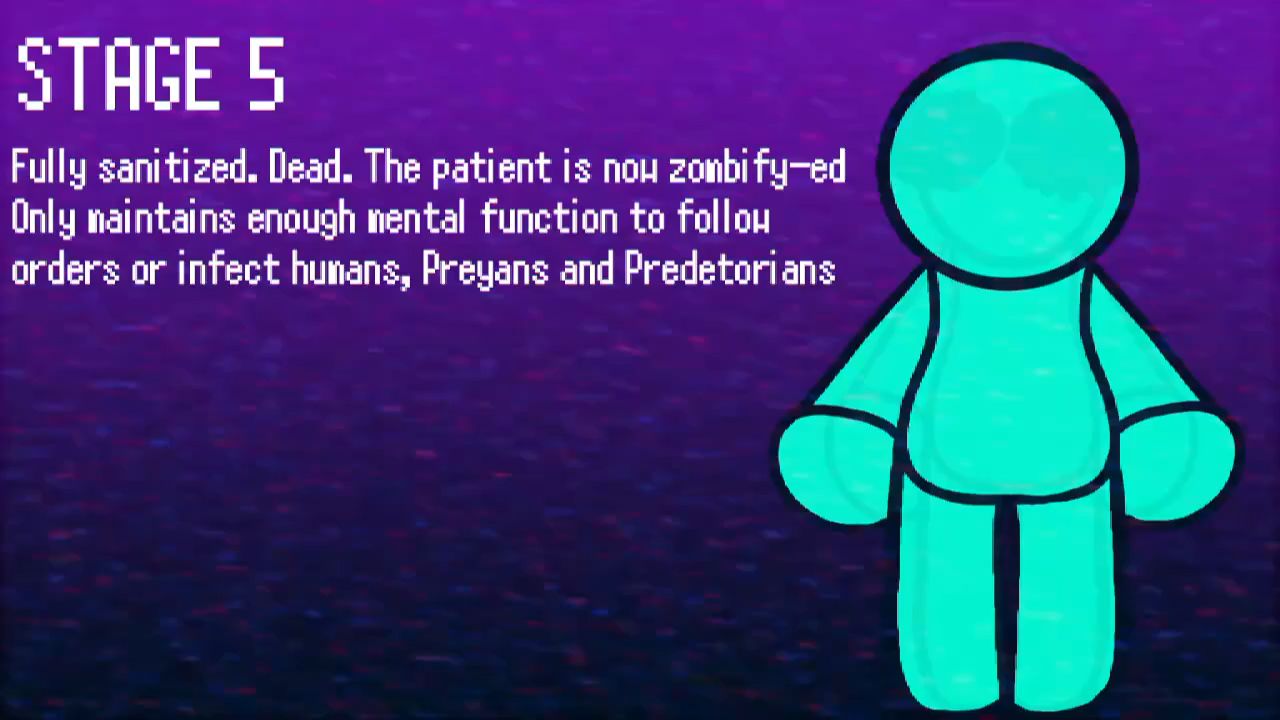 STAGE 5
Fully sanitized. Dead. The patient is now zombify-ed
Only maintains enough mental function to follow
orders or infect humans, Preyans and Predetorians